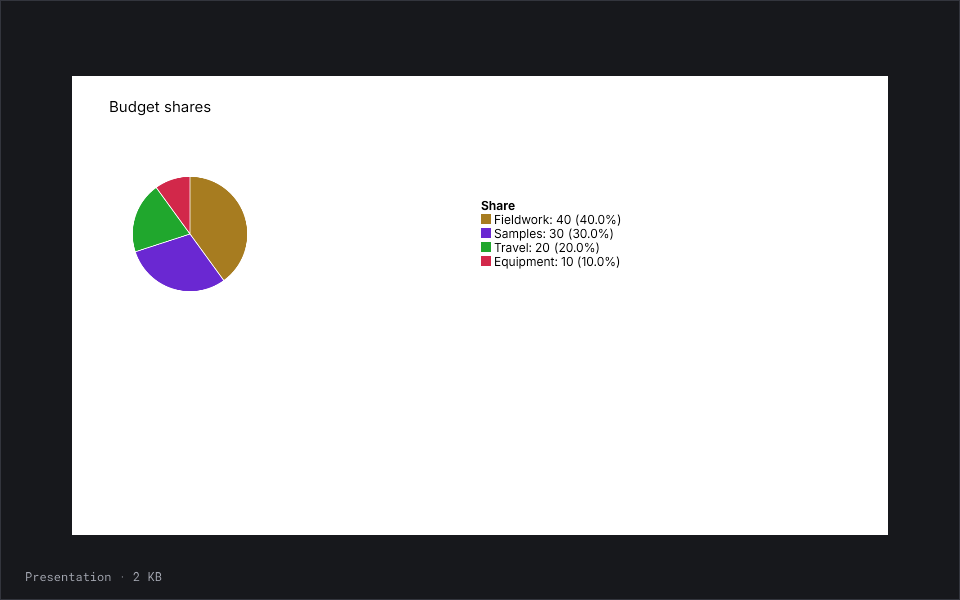 Budget shares
Share
Fieldwork: 40 (40.0%)
Samples: 30 (30.0%)
Travel: 20 (20.0%)
Equipment: 10 (10.0%)
Presentation · 2 KB